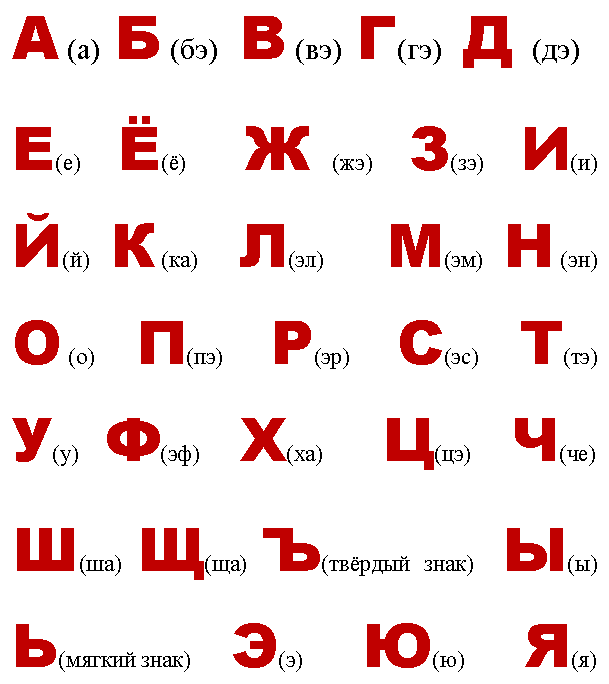 А (а) Б (бэ) В (вэ) Г (гэ) Д (дэ)
Е (е) Ё (ё) Ж (жэ) З (зэ) И (и)
Й (й) К (ка) Л (эл) М (эм) Н (эн)
О (о) П (пэ) Р (эр) С (эс) Т (тэ)
У (у) Ф (эф) Х (ха) Ц (цэ) Ч (че)
Ш (ша) Щ (ща) Ъ (твёрдый знак) Ы (ы)
Ь (мягкий знак) Э (э) Ю (ю) Я (я)